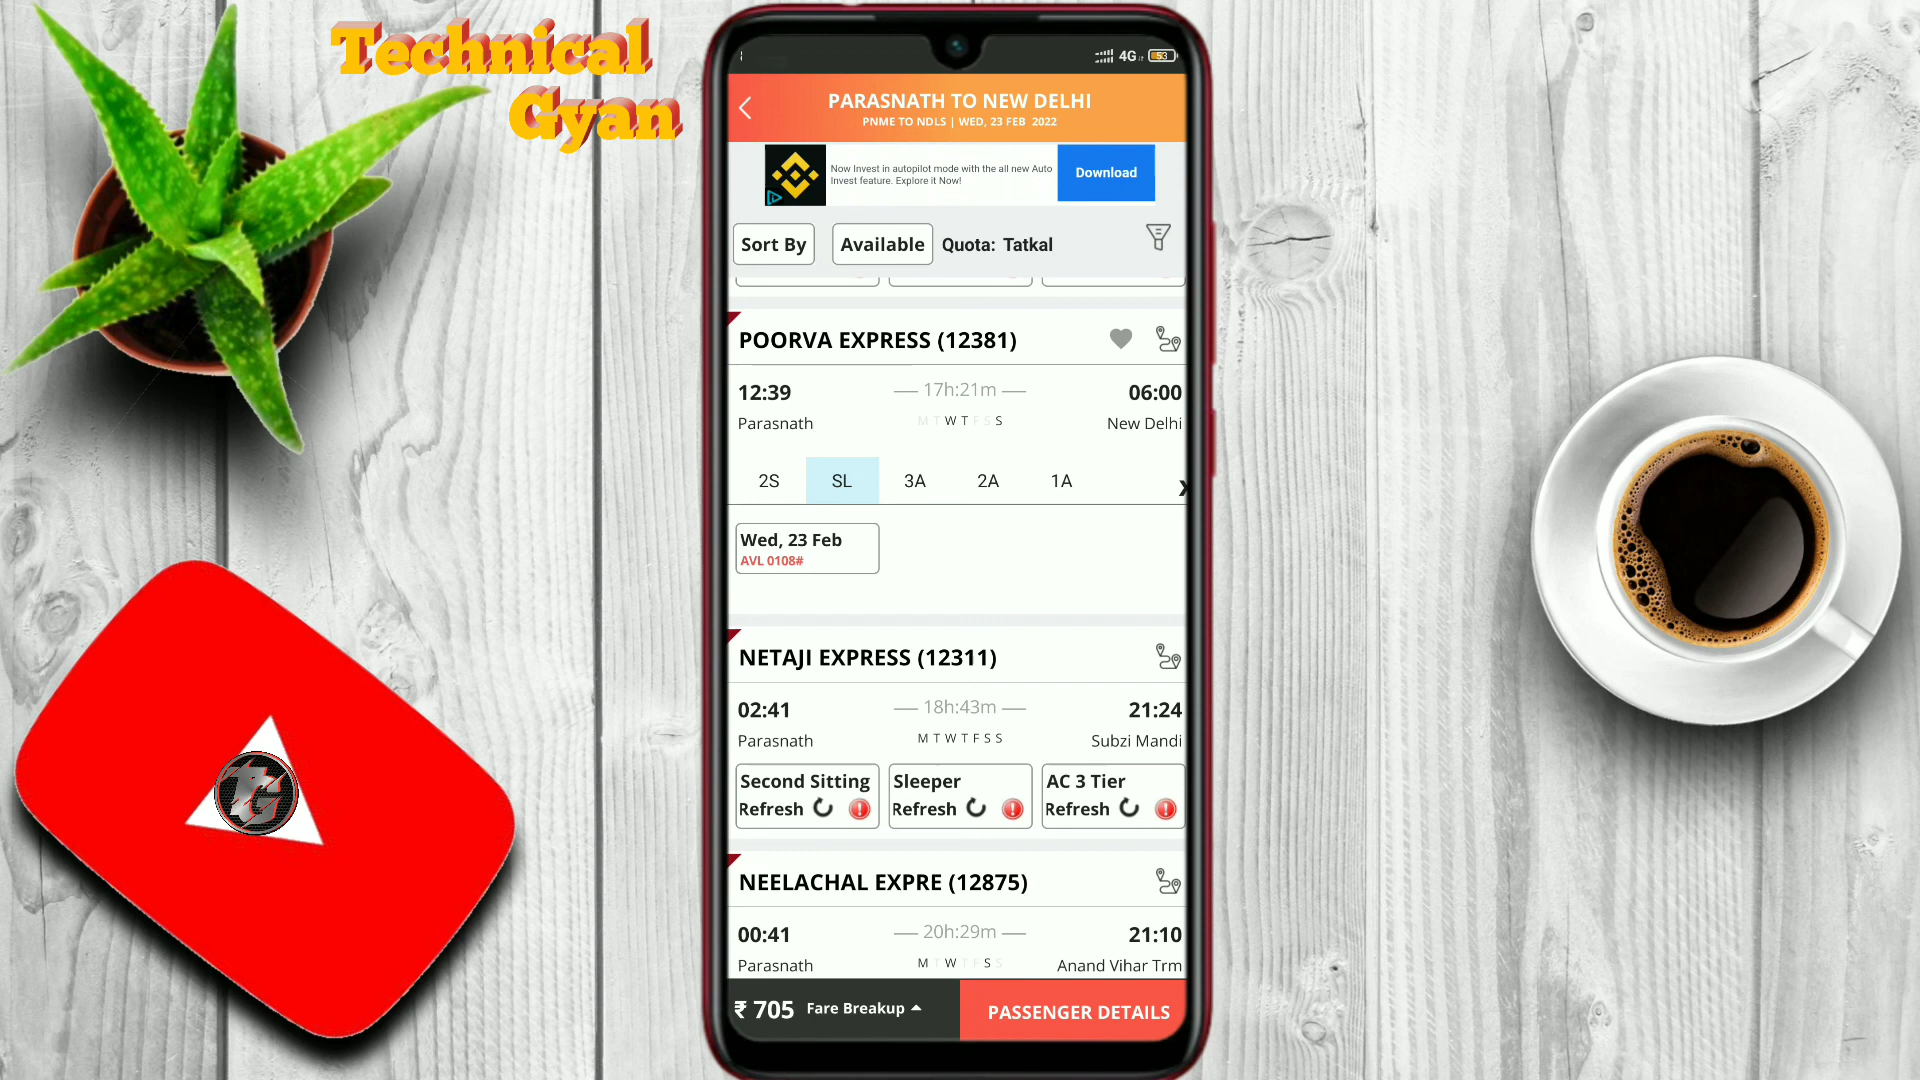 Technical
Gyan
4G
53
PARASNATH TO NEW DELHI
PNME TO NDLS | WED, 23 FEB 2022
Now Invest in autopilot mode with the all new Auto
Invest feature. Explore it Now!
Download
Sort By
Available
Quota: Tatkal
POORVA EXPRESS (12381)
12:39
17h:21m
06:00
Parasnath
M T W T F S S
New Delhi
2S
SL
3A
2A
1A
X
Wed, 23 Feb
AVL 0108#
NETAJI EXPRESS (12311)
02:41
18h:43m
21:24
Parasnath
M T W T F S S
Subzi Mandi
Second Sitting
Sleeper
AC 3 Tier
Refresh
Refresh
Refresh
NEELACHAL EXPRE (12875)
00:41
20h:29m
21:10
Parasnath
M T W T F S S
Anand Vihar Trm
₹ 705
Fare Breakup
PASSENGER DETAILS